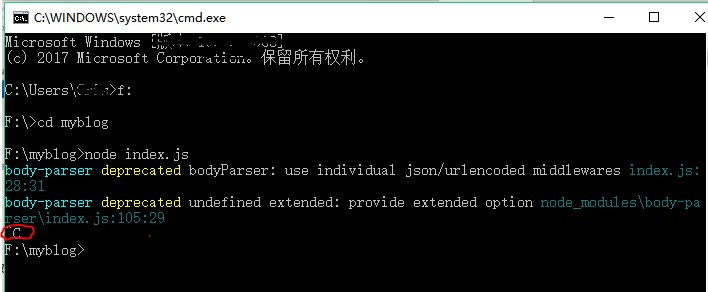 C:\WINDOWS\system32\cmd.exe
Microsoft Windows [版本
(c) 2017 Microsoft Corporation。保留所有权利。
C:\Users\ >f:
F:\>cd myblog
F:\myblog>node index.js
body-parser deprecated bodyParser: use individual json/urlencoded middlewares index.js:
28:31
body-parser deprecated undefined extended: provide extended option node_modules\body-pa
rser\index.js:105:29
^C
F:\myblog>